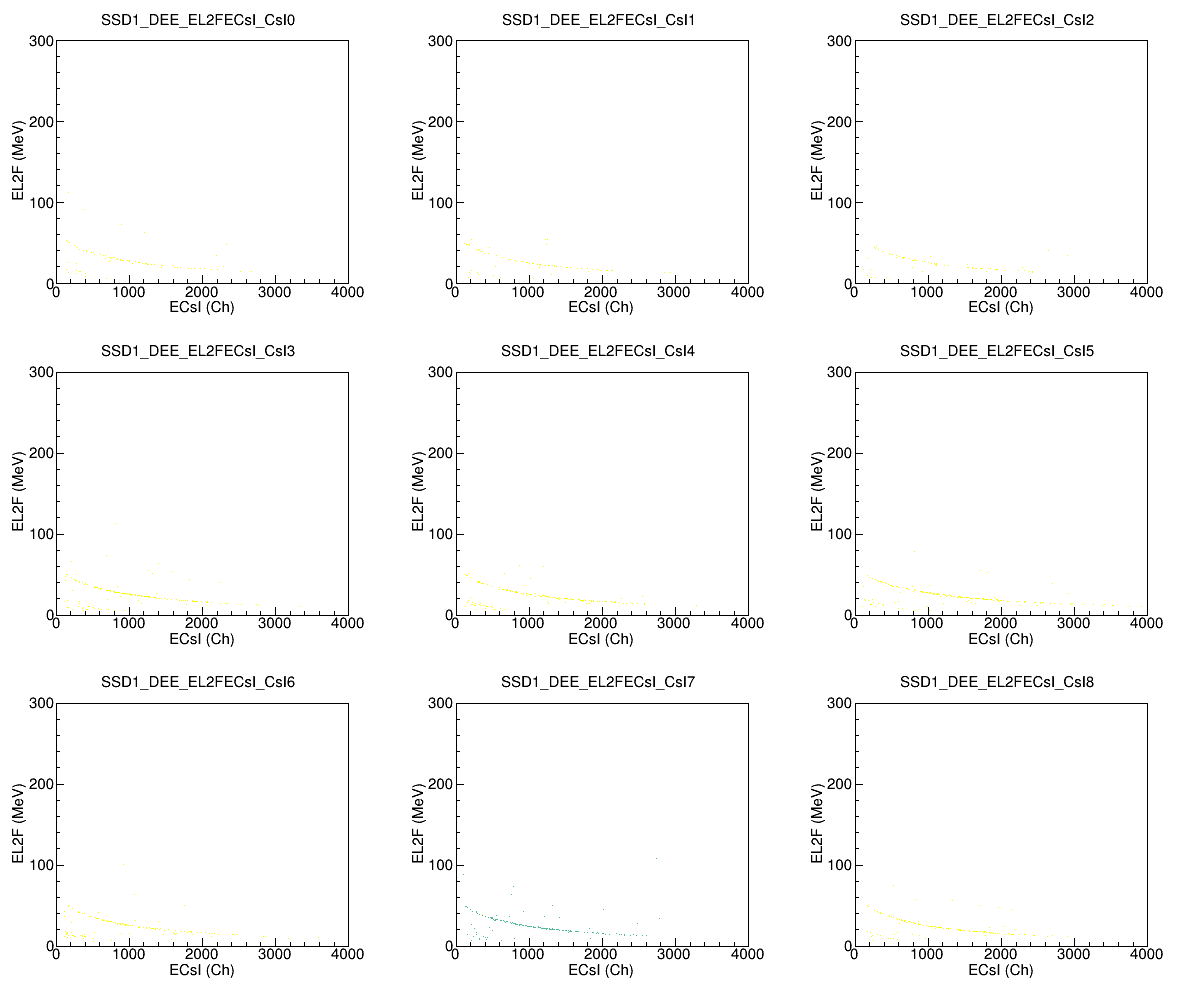 SSD1_DEE_EL2FECsI_CsI0
SSD1_DEE_EL2FECsI_CsI1
SSD1_DEE_EL2FECsI_CsI2
300
200
100
0
EL2F (MeV)
0 1000 2000 3000 4000
ECsI (Ch)
300
200
100
0
EL2F (MeV)
0 1000 2000 3000 4000
ECsI (Ch)
300
200
100
0
EL2F (MeV)
0 1000 2000 3000 4000
ECsI (Ch)
SSD1_DEE_EL2FECsI_CsI3
SSD1_DEE_EL2FECsI_CsI4
SSD1_DEE_EL2FECsI_CsI5
300
200
100
0
EL2F (MeV)
0 1000 2000 3000 4000
ECsI (Ch)
300
200
100
0
EL2F (MeV)
0 1000 2000 3000 4000
ECsI (Ch)
300
200
100
0
EL2F (MeV)
0 1000 2000 3000 4000
ECsI (Ch)
SSD1_DEE_EL2FECsI_CsI6
SSD1_DEE_EL2FECsI_CsI7
SSD1_DEE_EL2FECsI_CsI8
300
200
100
0
EL2F (MeV)
0 1000 2000 3000 4000
ECsI (Ch)
300
200
100
0
EL2F (MeV)
0 1000 2000 3000 4000
ECsI (Ch)
300
200
100
0
EL2F (MeV)
0 1000 2000 3000 4000
ECsI (Ch)